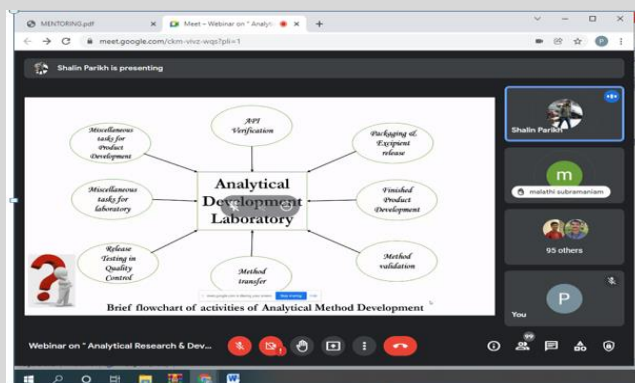 MENTORING.pdf
Meet - Webinar on " Analyti
meet.google.com/ckm-vivz-wqs?pli=1
P
Shalin Parikh is presenting
API
Verification
Miscellaneous
tasks for
Product
Development
Packaging &
Excipient
release
Miscellaneous
tasks for
laboratory
Analytical
Development
Laboratory
Finished
Product
Development
Release
Testing in
Quality
Control
Method
transfer
Method
validation
Brief flowchart of activities of Analytical Method Development
Shalin Parikh
m
malathi subramaniam
95 others
P
You
Webinar on " Analytical Research & Dev...
99